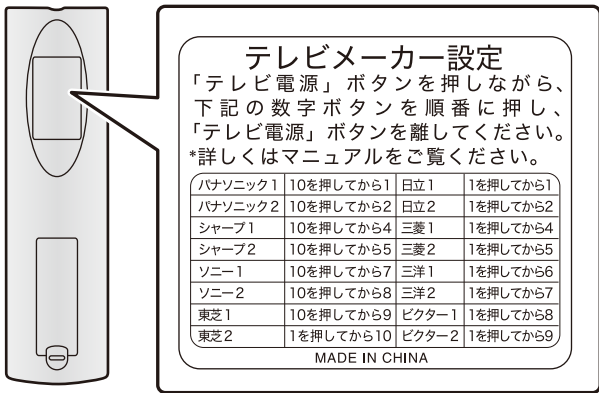 テレビメーカー設定
「テレビ電源」ボタンを押しながら、
下記の数字ボタンを順番に押し、
「テレビ電源」ボタンを離してください。
*詳しくはマニュアルをご覧ください。
パナソニック1 10を押してから1 日立1 1を押してから1
パナソニック2 10を押してから2 日立2 1を押してから2
シャープ1 10を押してから4 三菱1 1を押してから4
シャープ2 10を押してから5 三菱2 1を押してから5
ソニー1 10を押してから7 三洋1 1を押してから6
ソニー2 10を押してから8 三洋2 1を押してから7
東芝1 10を押してから9 ビクター1 1を押してから8
東芝2 1を押してから10 ビクター2 1を押してから9
MADE IN CHINA